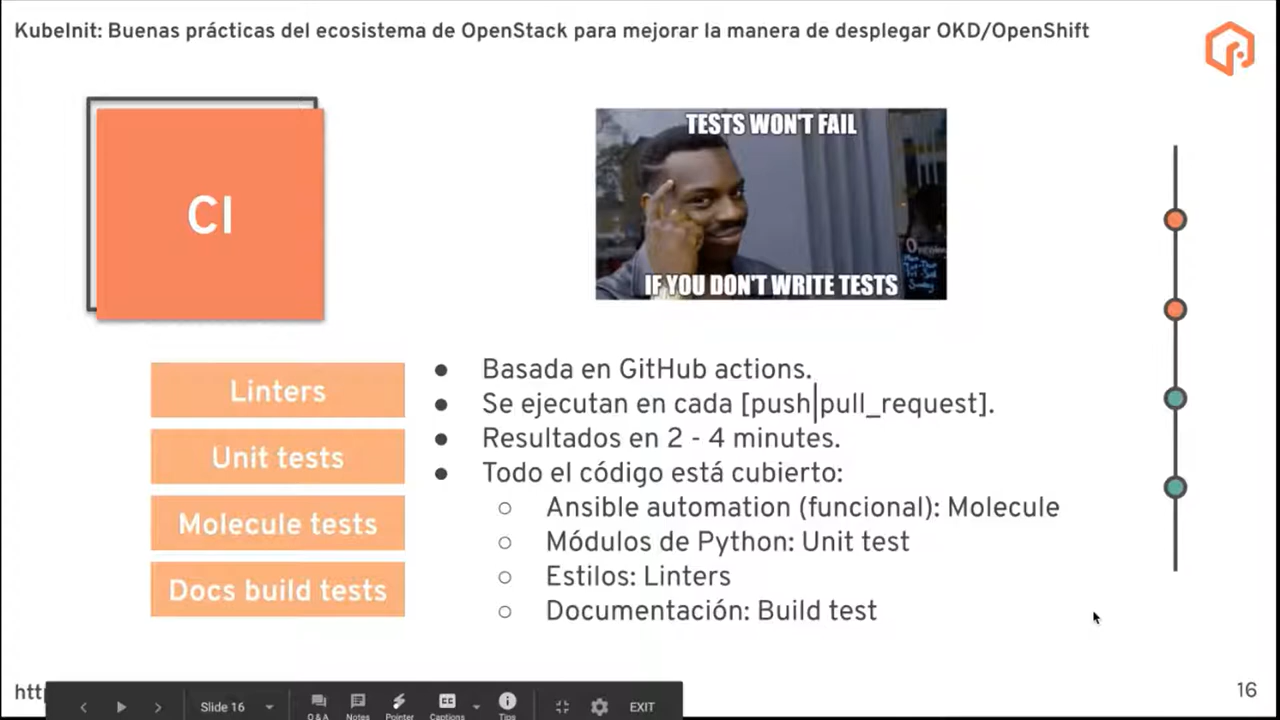 KubeInit: Buenas prácticas del ecosistema de OpenStack para mejorar la manera de desplegar OKD/OpenShift
CI
TESTS WON'T FAIL
IF YOU DON'T WRITE TESTS
Linters
Unit tests
Molecule tests
Docs build tests
● Basada en GitHub actions.
● Se ejecutan en cada [push|pull_request].
● Resultados en 2 - 4 minutes.
● Todo el código está cubierto:
○ Ansible automation (funcional): Molecule
○ Módulos de Python: Unit test
○ Estilos: Linters
○ Documentación: Build test
16
Slide 16
Q&A
Notes
Pointer
Captions
Tips
EXIT